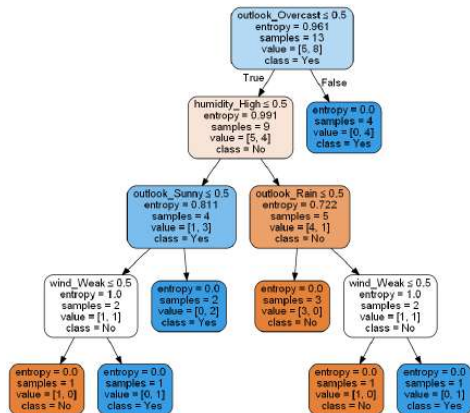 outlook_Overcast ≤ 0.5
entropy = 0.961
samples = 13
value = [5, 8]
class = Yes
True
False
humidity_High ≤ 0.5
entropy = 0.991
samples = 9
value = [5, 4]
class = No
entropy = 0.0
samples = 4
value = [0, 4]
class = Yes
outlook_Sunny ≤ 0.5
entropy = 0.811
samples = 4
value = [1, 3]
class = Yes
outlook_Rain ≤ 0.5
entropy = 0.722
samples = 5
value = [4, 1]
class = No
wind_Weak ≤ 0.5
entropy = 1.0
samples = 2
value = [1, 1]
class = No
entropy = 0.0
samples = 2
value = [0, 2]
class = Yes
entropy = 0.0
samples = 3
value = [3, 0]
class = No
wind_Weak ≤ 0.5
entropy = 1.0
samples = 2
value = [1, 1]
class = No
entropy = 0.0
samples = 1
value = [1, 0]
class = No
entropy = 0.0
samples = 1
value = [0, 1]
class = Yes
entropy = 0.0
samples = 1
value = [1, 0]
class = No
entropy = 0.0
samples = 1
value = [0, 1]
class = Yes